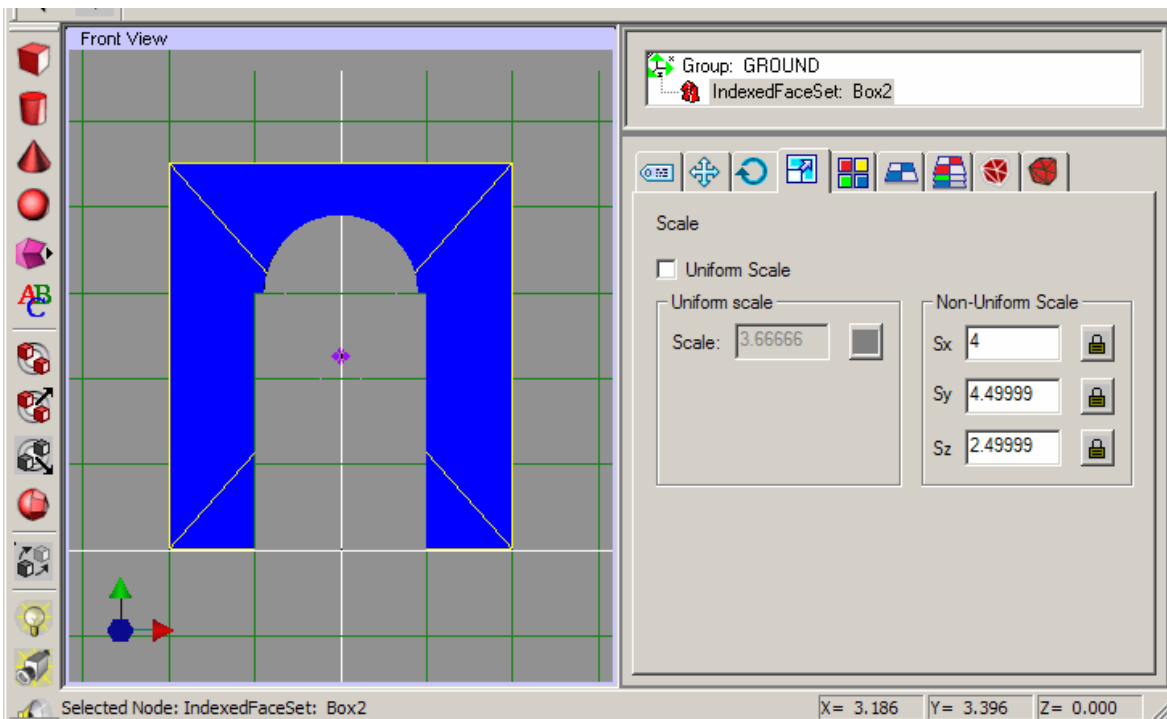 Front View
Group: GROUND
IndexedFaceSet: Box2
ABC
Scale
Uniform Scale
Uniform scale
Scale: 3.66666
Non-Uniform Scale
Sx 4
Sy 4.49999
Sz 2.49999
Selected Node: IndexedFaceSet: Box2
X= 3.186 Y= 3.396 Z= 0.000